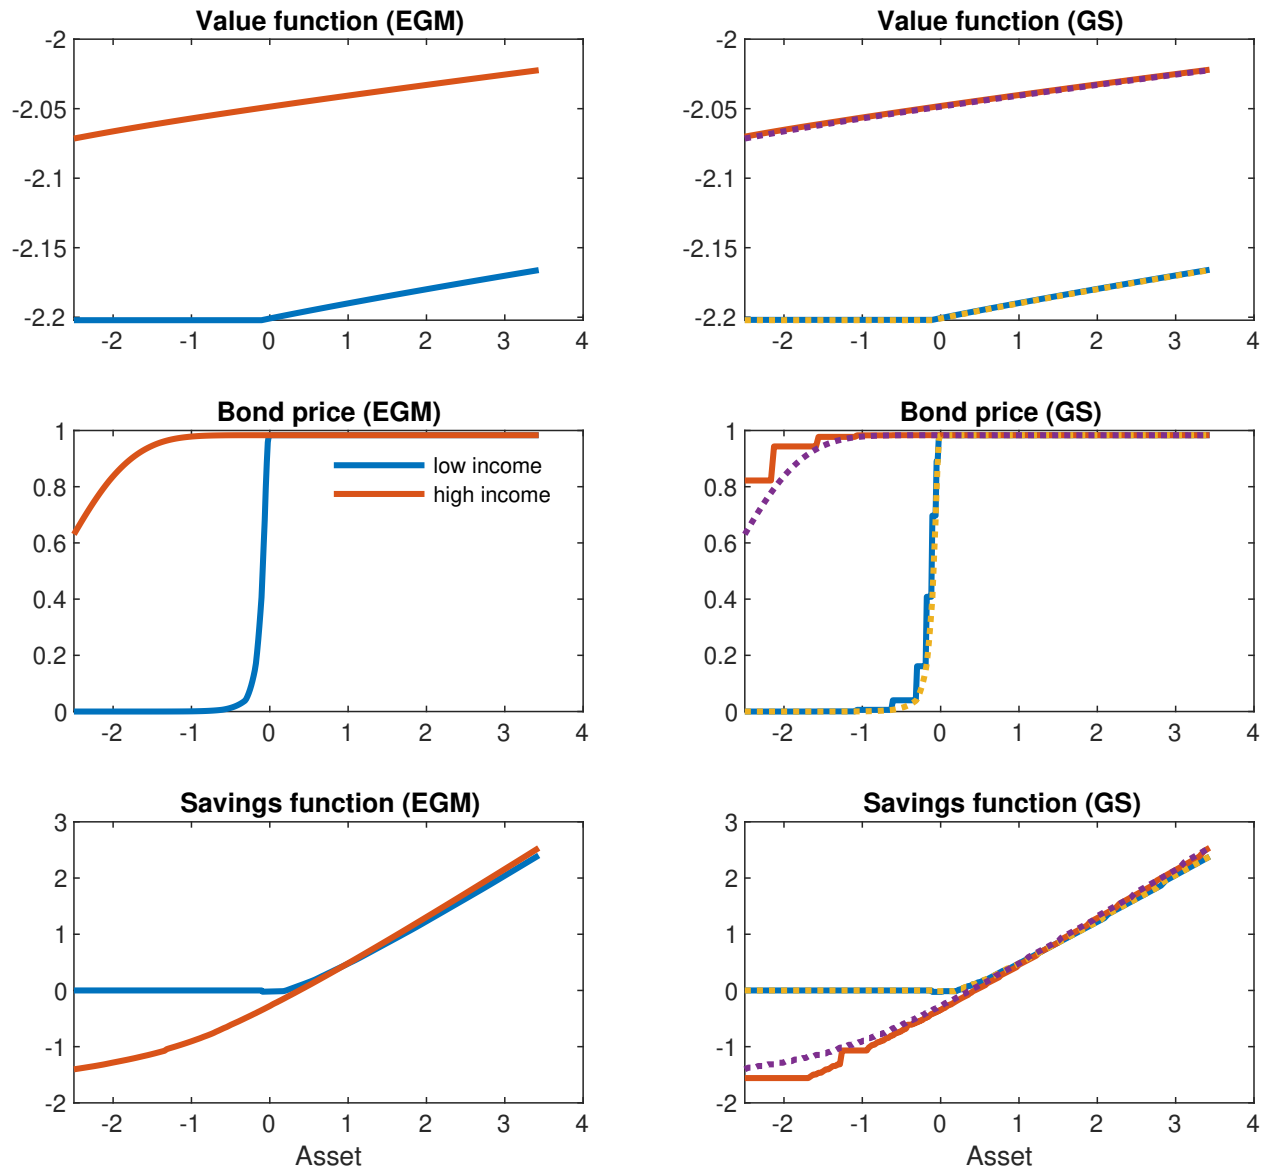 Value function (EGM)
-2
-2.05
-2.1
-2.15
-2.2
-2 -1 0 1 2 3 4
Value function (GS)
-2
-2.05
-2.1
-2.15
-2.2
-2 -1 0 1 2 3 4
Bond price (EGM)
1
0.8
0.6
0.4
0.2
0
low income
high income
-2 -1 0 1 2 3 4
Bond price (GS)
1
0.8
0.6
0.4
0.2
0
-2 -1 0 1 2 3 4
Savings function (EGM)
3
2
1
0
-1
-2
-2 -1 0 1 2 3 4
Asset
Savings function (GS)
3
2
1
0
-1
-2
-2 -1 0 1 2 3 4
Asset